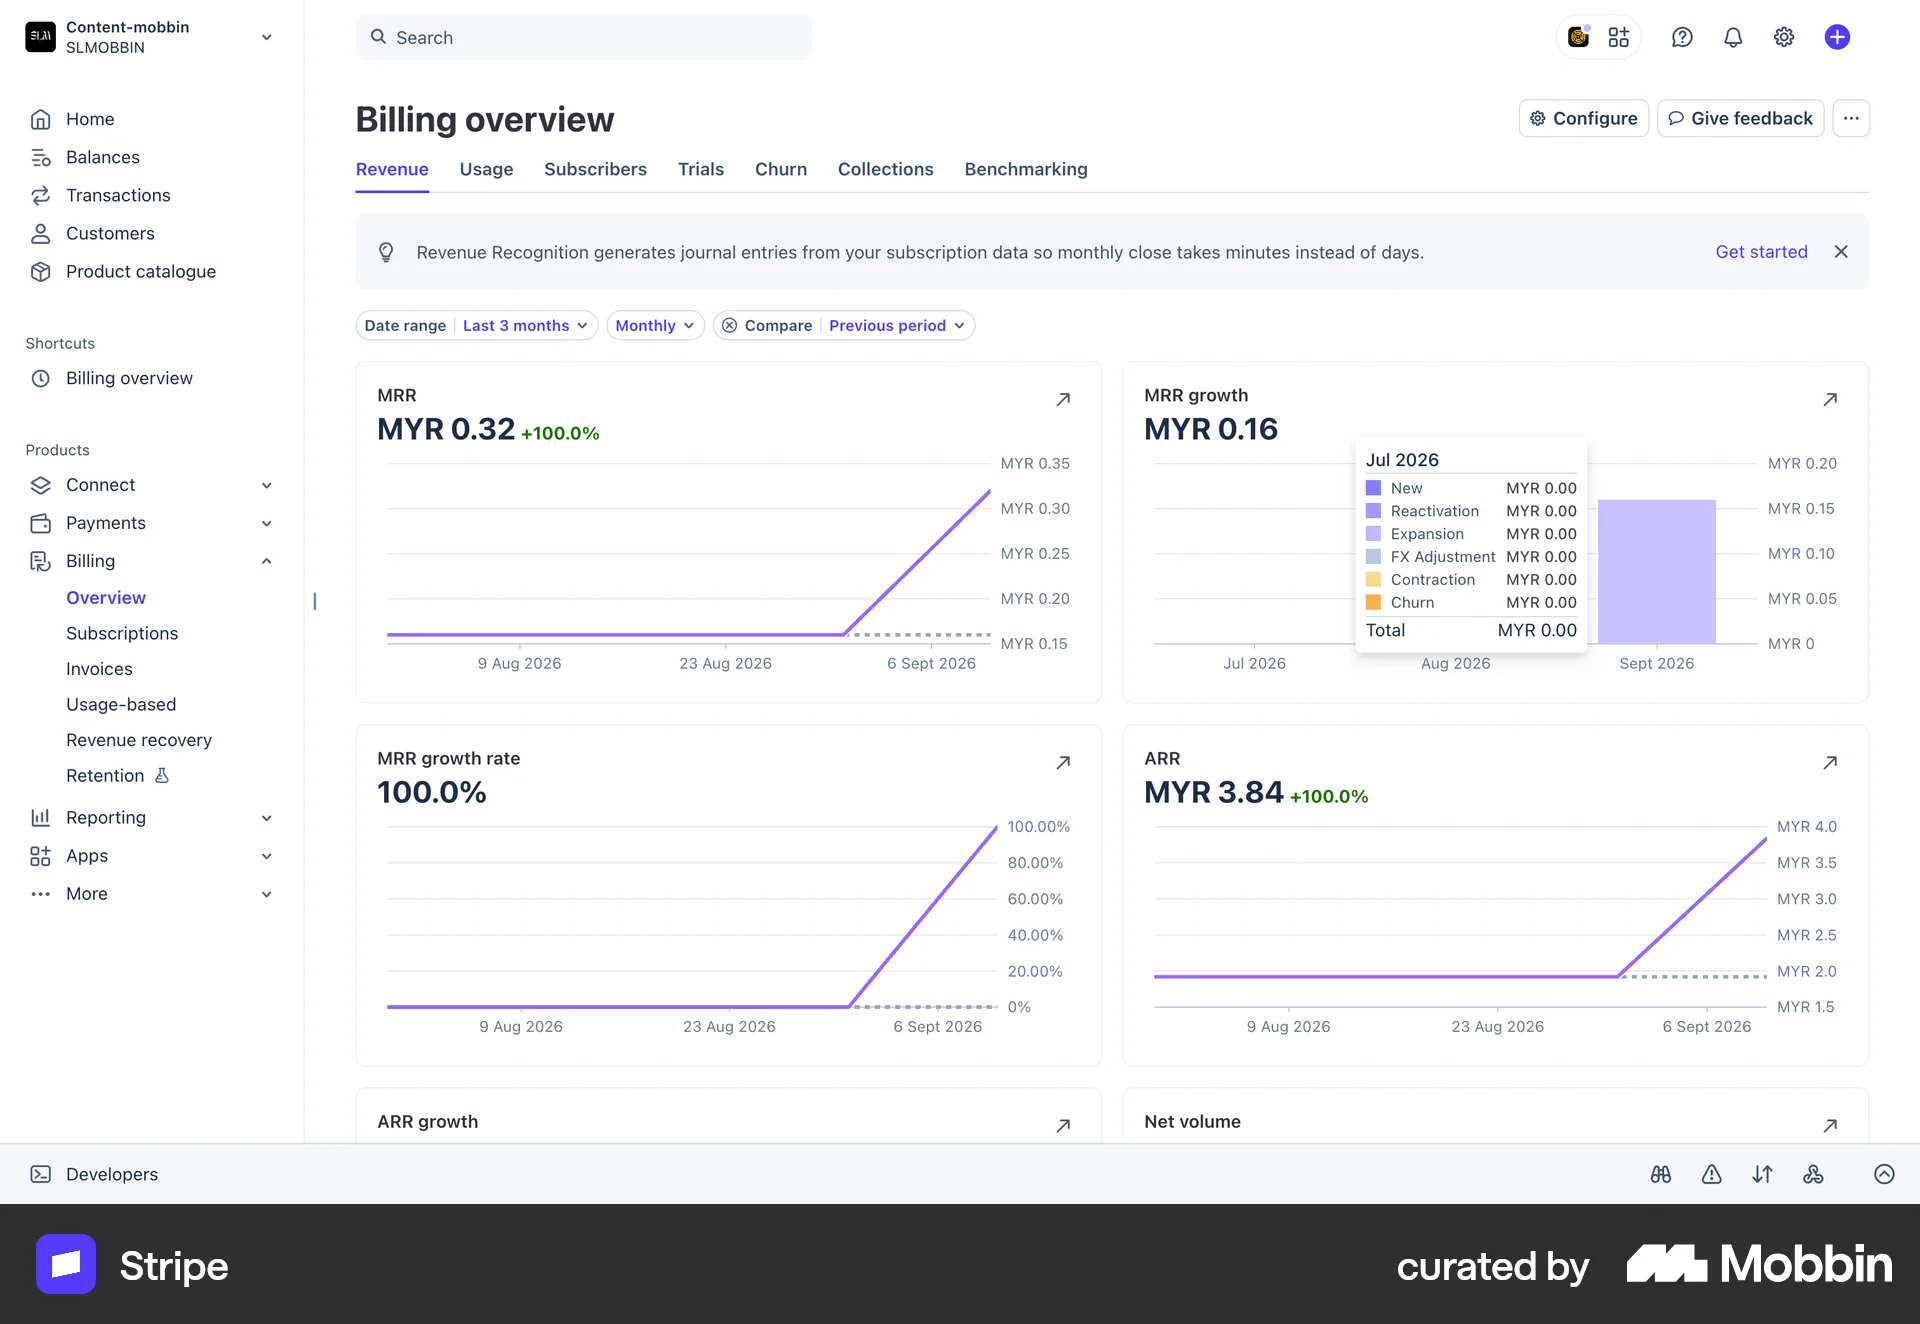 SLM
Content-mobbin
SLMOBBIN
Search
Home
Balances
Transactions
Customers
Product catalogue
Shortcuts
Billing overview
Products
Connect
Payments
Billing
Overview
Subscriptions
Invoices
Usage-based
Revenue recovery
Retention
Reporting
Apps
More
Billing overview
Configure
Give feedback
Revenue Usage Subscribers Trials Churn Collections Benchmarking
Revenue Recognition generates journal entries from your subscription data so monthly close takes minutes instead of days.
Get started
Date range Last 3 months
Monthly
Compare Previous period
MRR
MYR 0.32 +100.0%
MYR 0.35
MYR 0.30
MYR 0.25
MYR 0.20
MYR 0.15
9 Aug 2026 23 Aug 2026 6 Sept 2026
MRR growth
MYR 0.16
MYR 0.20
MYR 0.15
MYR 0.10
MYR 0.05
MYR 0
Jul 2026 Aug 2026 Sept 2026
Jul 2026
New MYR 0.00
Reactivation MYR 0.00
Expansion MYR 0.00
FX Adjustment MYR 0.00
Contraction MYR 0.00
Churn MYR 0.00
Total MYR 0.00
MRR growth rate
100.0%
100.00%
80.00%
60.00%
40.00%
20.00%
0%
9 Aug 2026 23 Aug 2026 6 Sept 2026
ARR
MYR 3.84 +100.0%
MYR 4.0
MYR 3.5
MYR 3.0
MYR 2.5
MYR 2.0
MYR 1.5
9 Aug 2026 23 Aug 2026 6 Sept 2026
ARR growth
Net volume
Developers
Stripe
curated by Mobbin